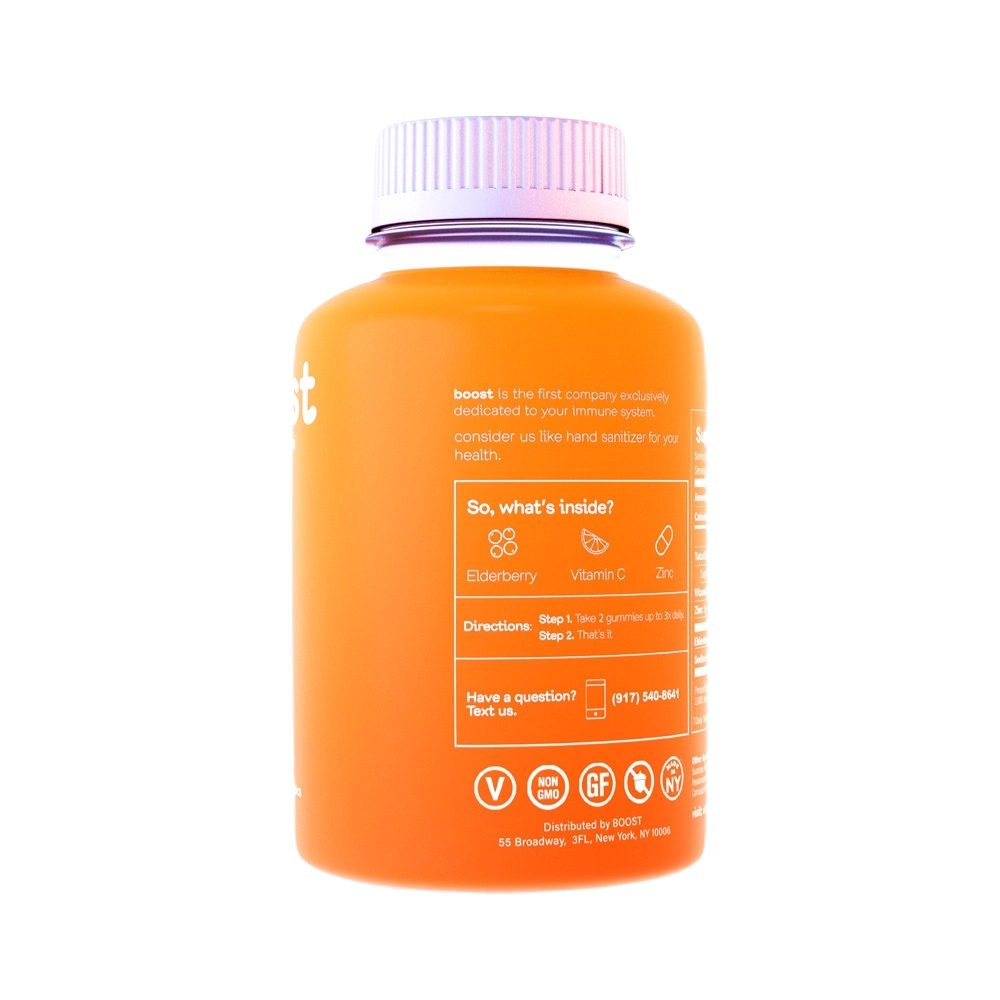 st
boost is the first company exclusively
dedicated to your immune system.
consider us like hand sanitizer for your
health.
So, what's inside?
Elderberry Vitamin C Zinc
Directions: Step 1. Take 2 gummies up to 3x daily.
Step 2. That's it
Have a question?
Text us.
(917) 540-8641
V
NON
GMO
GF
MADE
IN
NY
Distributed by BOOST
55 Broadway, 3FL, New York, NY 10006